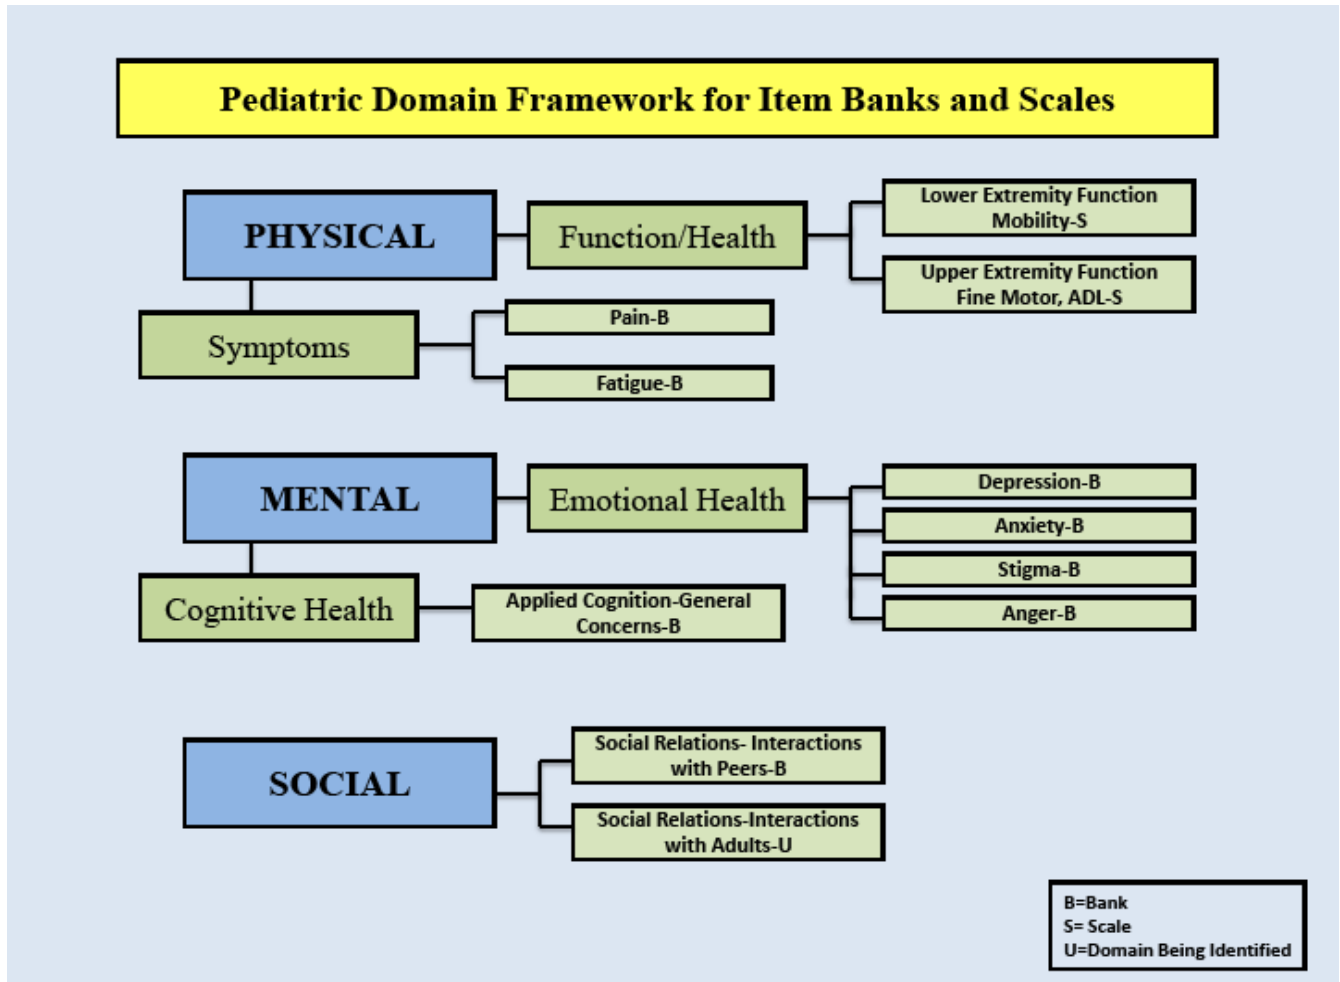 Pediatric Domain Framework for Item Banks and Scales
PHYSICAL
Function/Health
Lower Extremity Function
Mobility-S
Upper Extremity Function
Fine Motor, ADL-S
Symptoms
Pain-B
Fatigue-B
MENTAL
Emotional Health
Depression-B
Anxiety-B
Stigma-B
Anger-B
Cognitive Health
Applied Cognition-General
Concerns-B
SOCIAL
Social Relations- Interactions
with Peers-B
Social Relations-Interactions
with Adults-U
B=Bank
S= Scale
U=Domain Being Identified